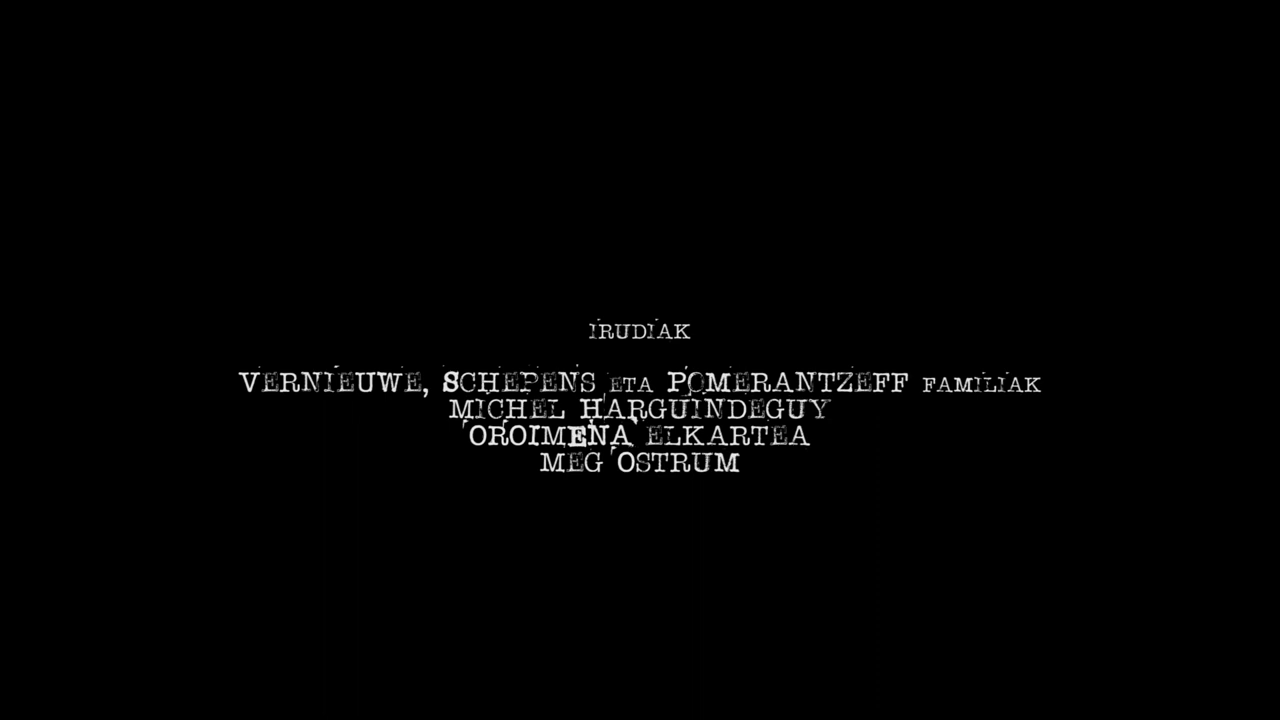 IRUDIAK
VERNIEUWE, SCHEPENS ETA POMERANTZEFF FAMILIAK
MICHEL HARGUINDEGUY
OROIMENA ELKARTEA
MEG OSTRUM